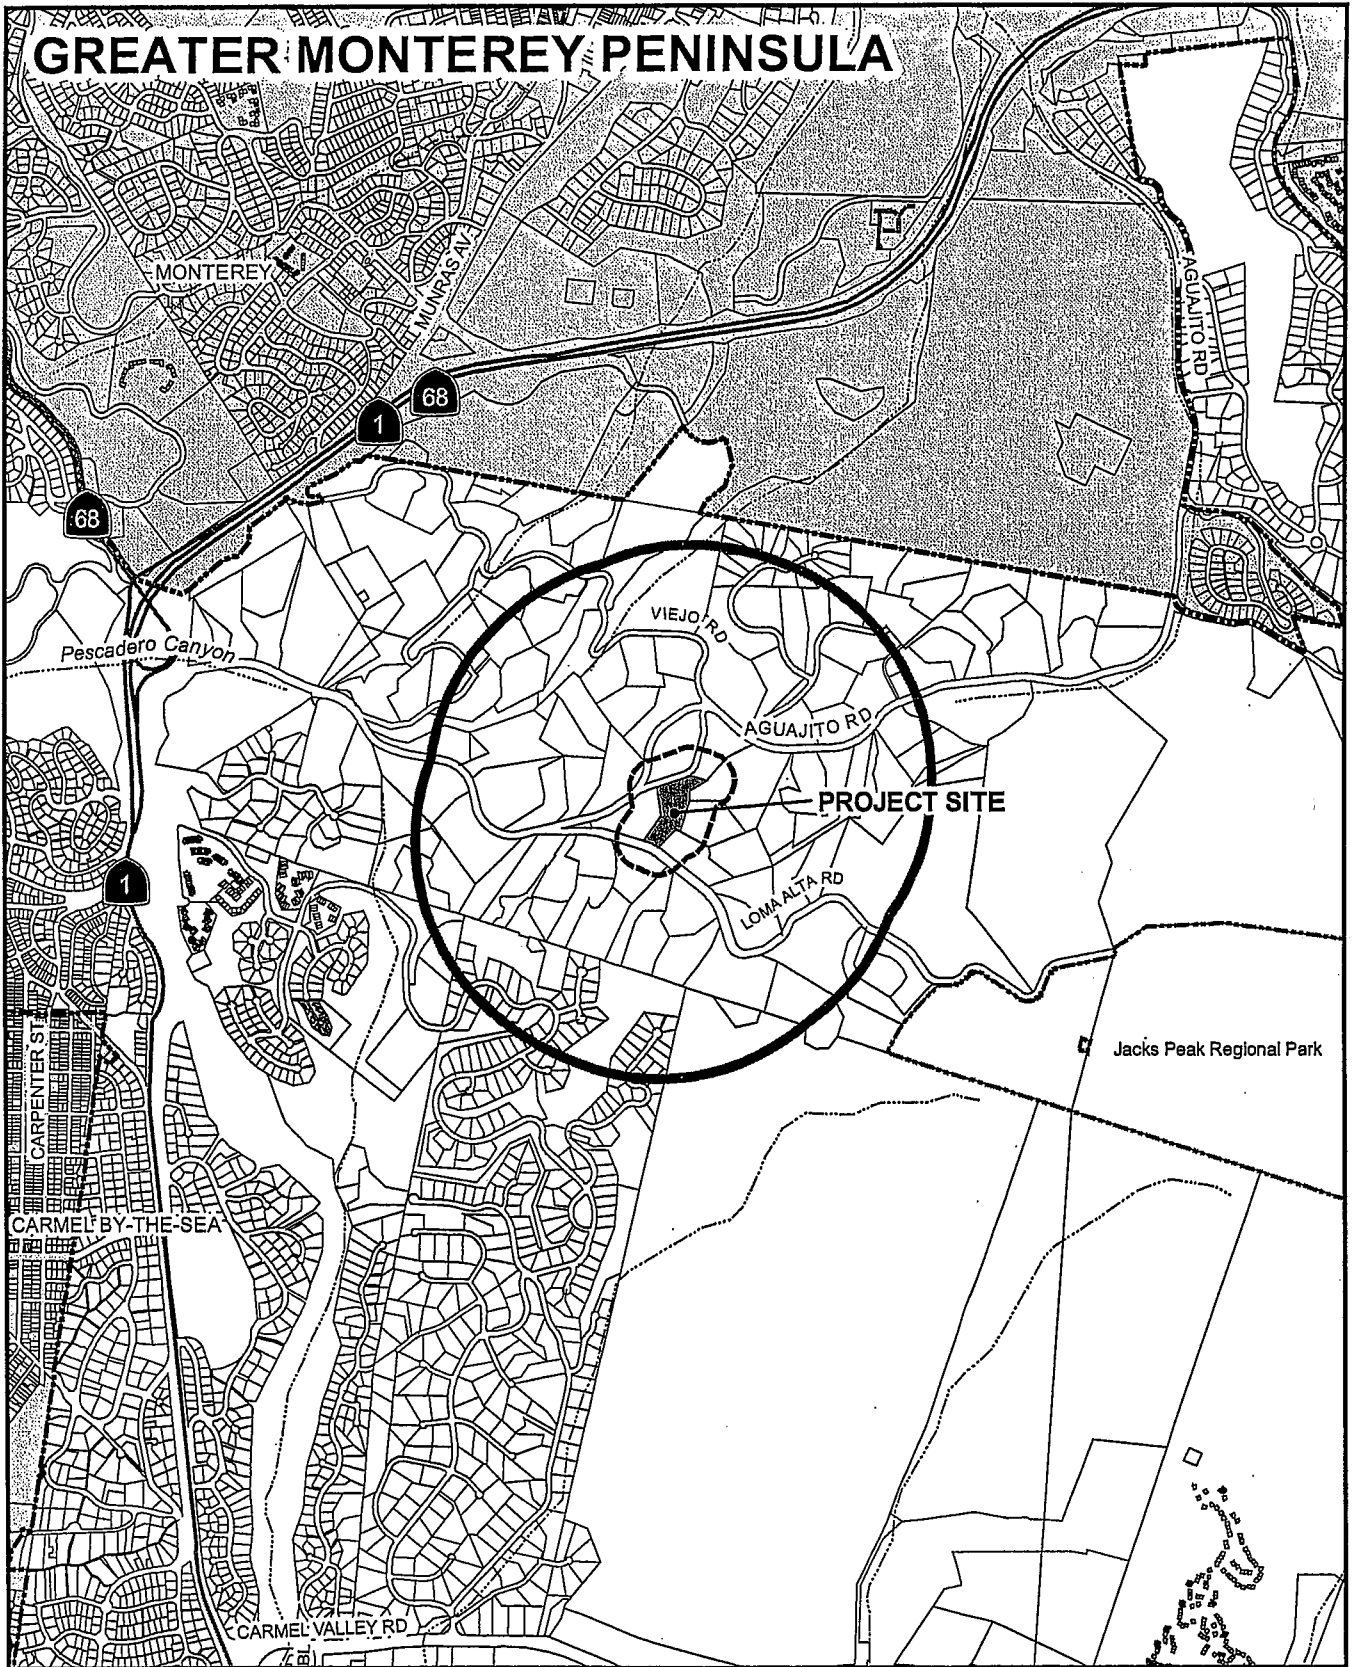 GREATER MONTEREY PENINSULA
MONTEREY
MUNRAS AV
AGUAJITO RD
68
1
68
VIEJO RD
Pescadero Canyon
AGUAJITO RD
PROJECT SITE
1
LOMA ALTA RD
CARPENTER ST
Jacks Peak Regional Park
CARMEL BY-THE-SEA
CARMEL VALLEY RD
BL